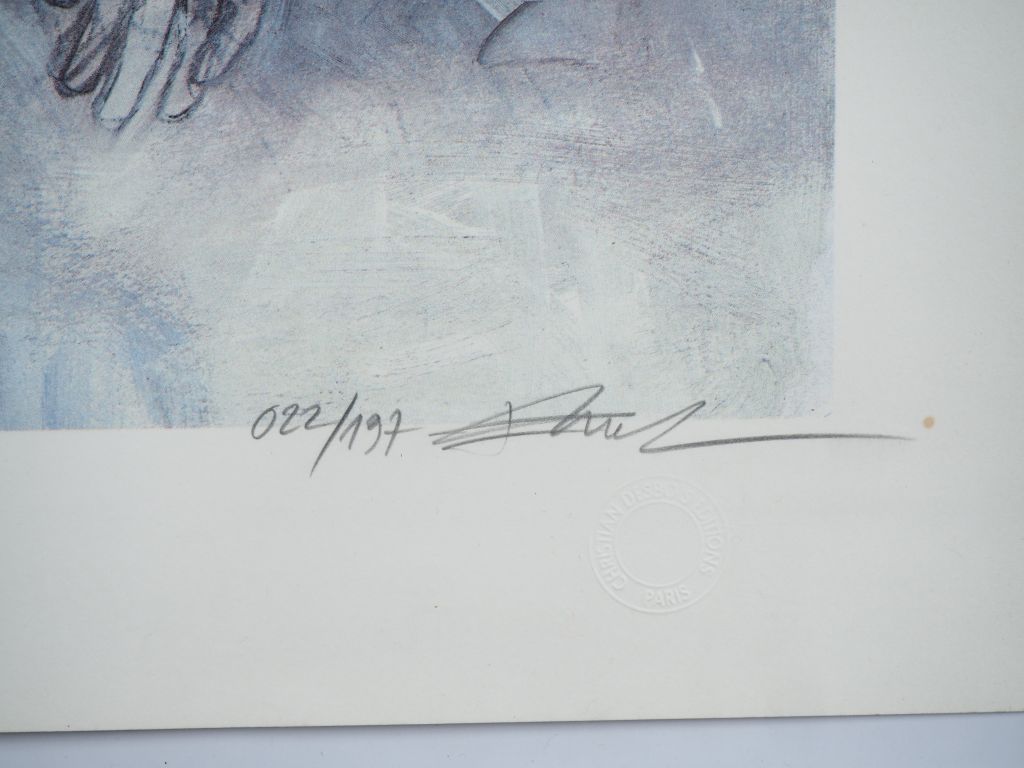 022/197
CHRISTIAN DESBOIS EDITIONS
PARIS